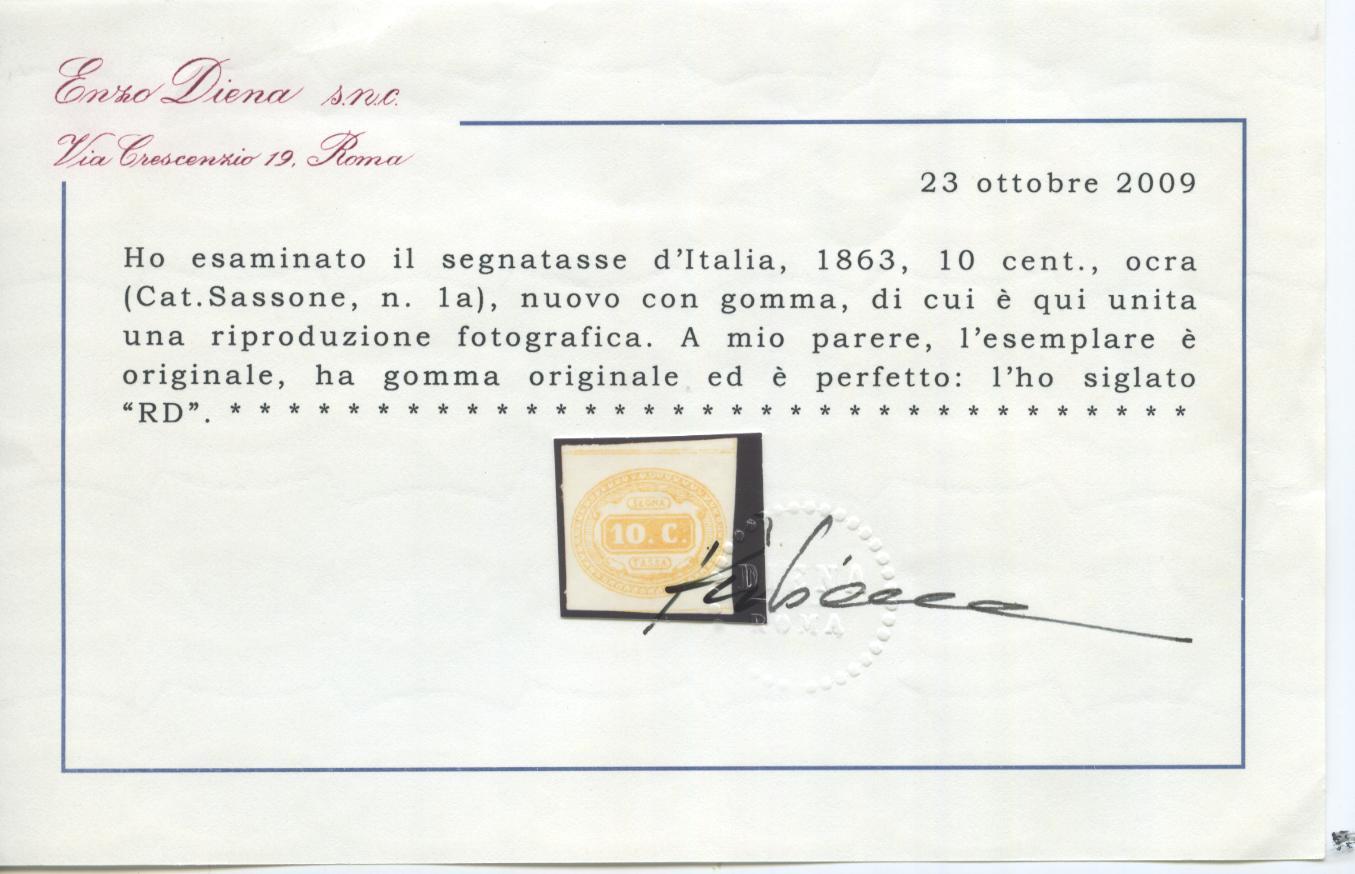 Enzo Diena s.n.c.
Via Crescenzio 19, Roma
23 ottobre 2009
Ho esaminato il segnatasse d'Italia, 1863, 10 cent., ocra
(Cat.Sassone, n. 1a), nuovo con gomma, di cui è qui unita
una riproduzione fotografica. A mio parere, l'esemplare è
originale, ha gomma originale ed è perfetto: l'ho siglato
“RD”. * * * * * * * * * * * * * * * * * * * * * * * * * * * * * * * * *
SEGNA
10. C.
TASSA